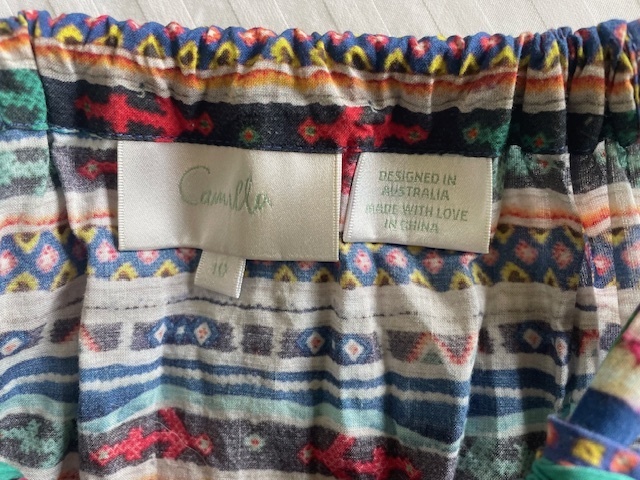 Camilla
10
DESIGNED IN
AUSTRALIA
MADE WITH LOVE
IN CHINA